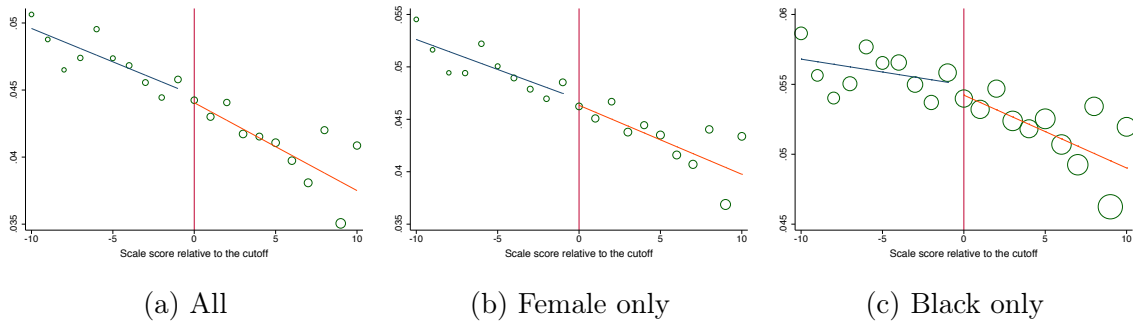 .05
.045
.04
.035
-10 -5 0 5 10
Scale score relative to the cutoff
(a) All
.055
.05
.045
.04
.035
-10 -5 0 5 10
Scale score relative to the cutoff
(b) Female only
.06
.055
.05
.045
-10 -5 0 5 10
Scale score relative to the cutoff
(c) Black only